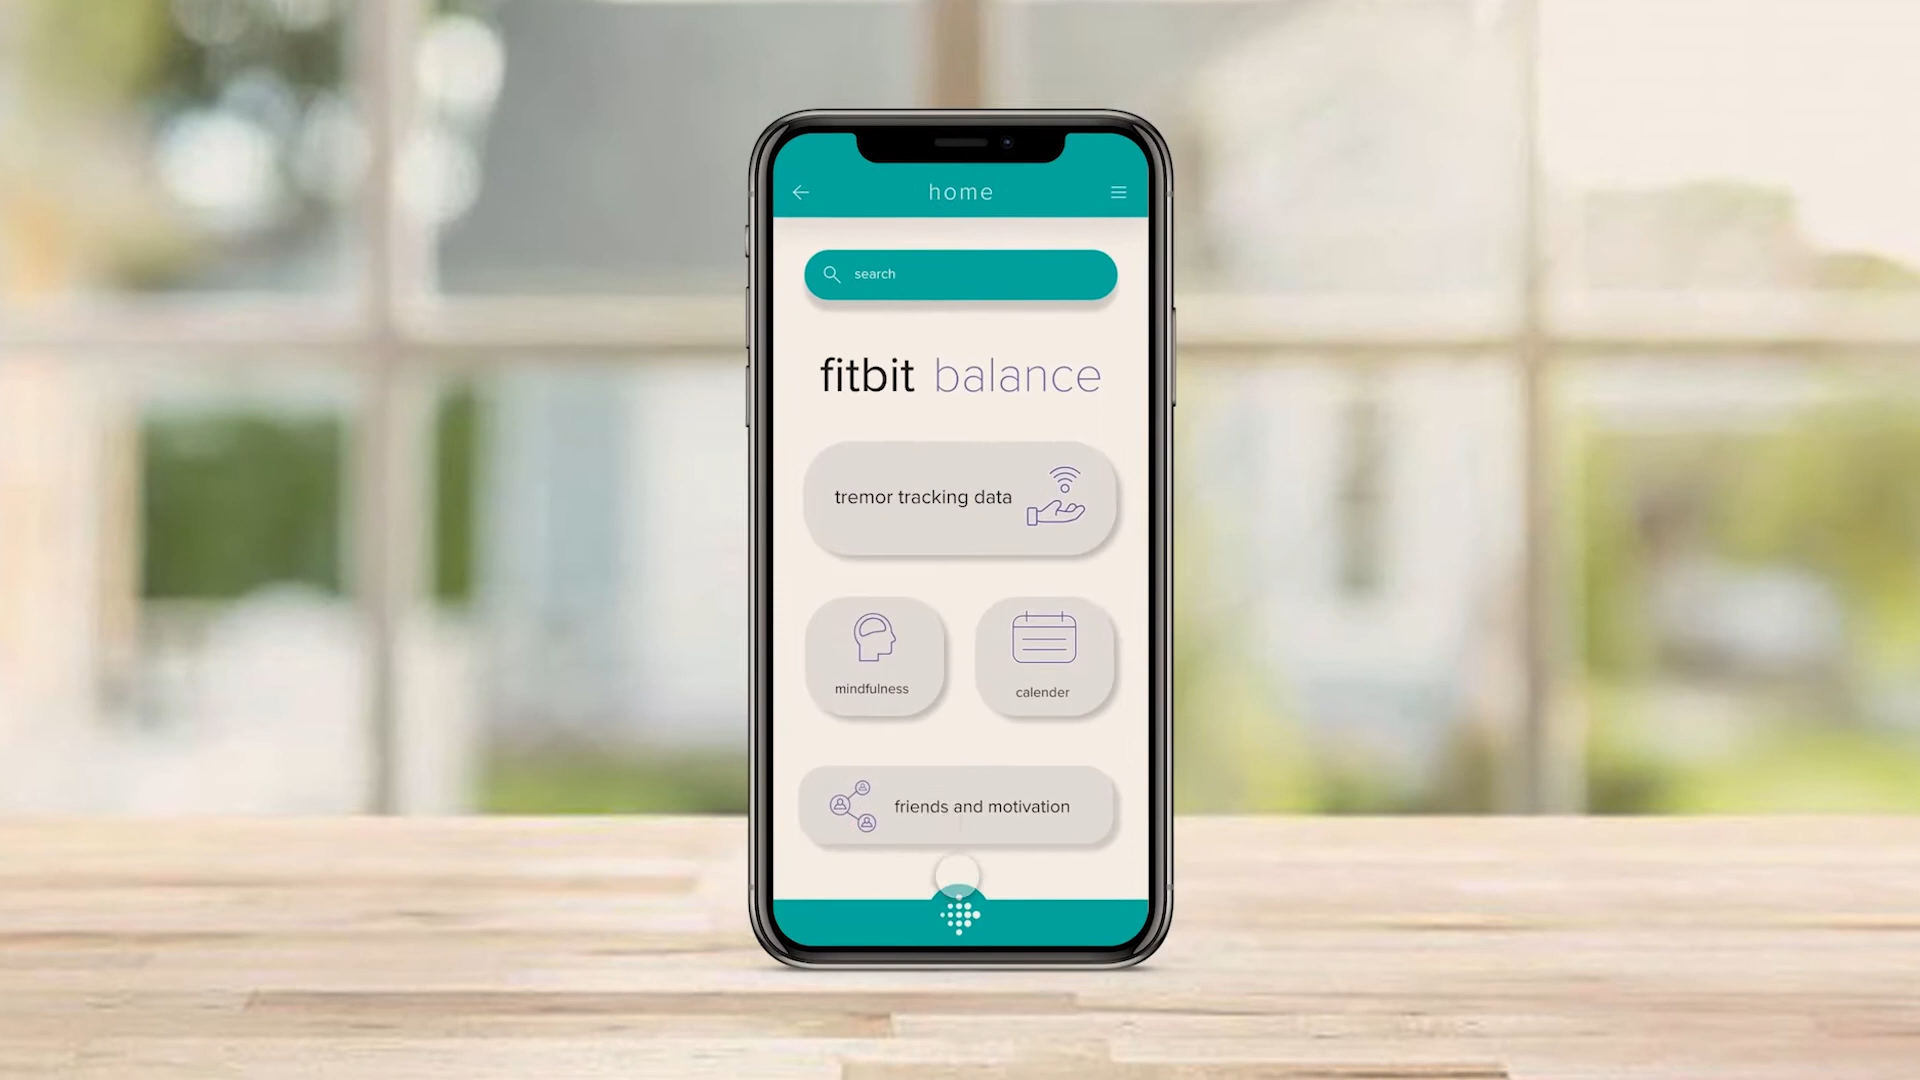 home
search
fitbit balance
tremor tracking data
mindfulness
calender
friends and motivation